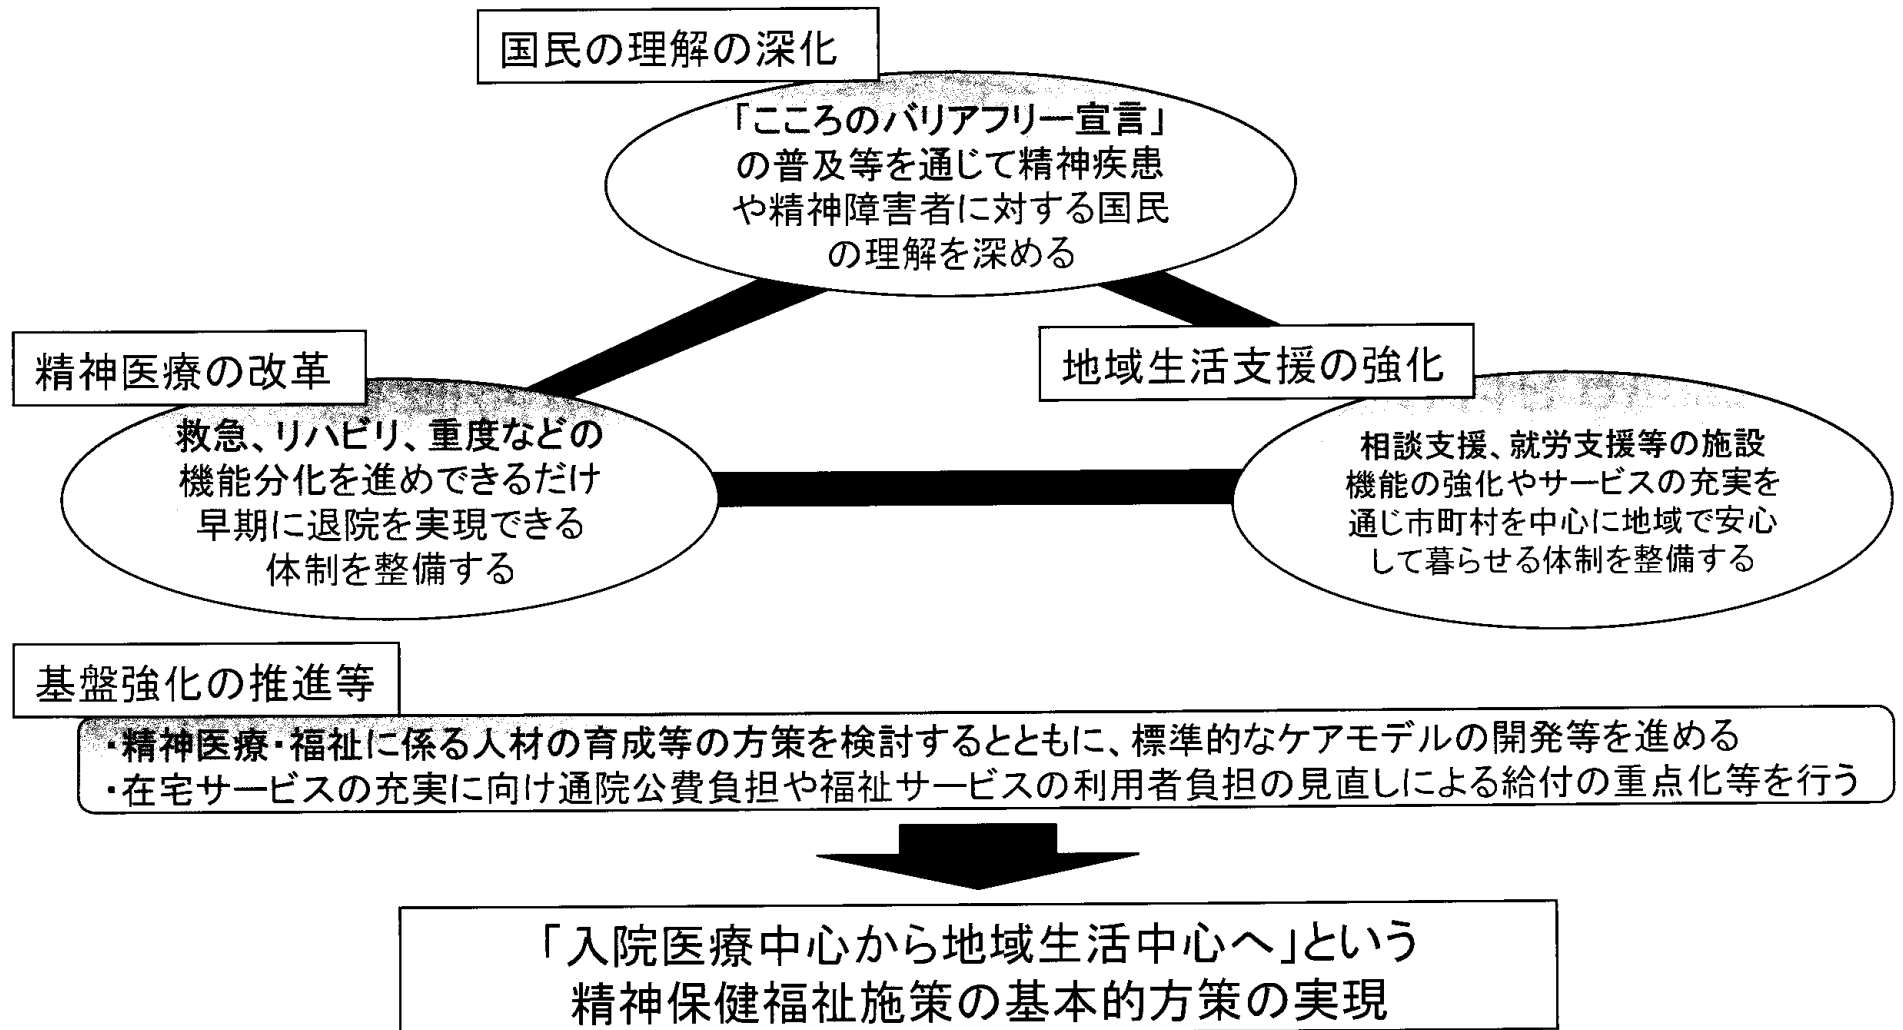 国民の理解の深化
「こころのバリアフリー宣言」
の普及等を通じて精神疾患
や精神障害者に対する国民
の理解を深める
精神医療の改革
救急、リハビリ、重度などの
機能分化を進めできるだけ
早期に退院を実現できる
体制を整備する
地域生活支援の強化
相談支援、就労支援等の施設
機能の強化やサービスの充実を
通じ市町村を中心に地域で安心
して暮らせる体制を整備する
基盤強化の推進等
・精神医療・福祉に係る人材の育成等の方策を検討するとともに、標準的なケアモデルの開発等を進める
・在宅サービスの充実に向け通院公費負担や福祉サービスの利用者負担の見直しによる給付の重点化等を行う
「入院医療中心から地域生活中心へ」という
精神保健福祉施策の基本的方策の実現